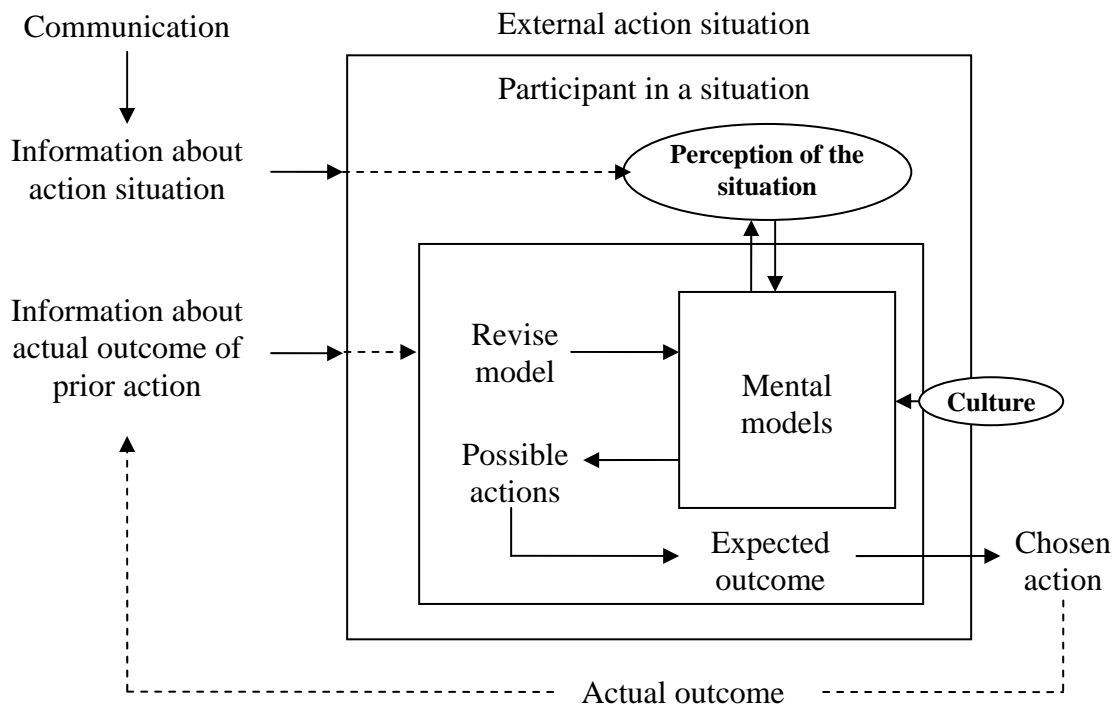 Communication
External action situation
Participant in a situation
Information about
action situation
Perception of the
situation
Information about
actual outcome of
prior action
Revise
model
Mental
models
Culture
Possible
actions
Expected
outcome
Chosen
action
Actual outcome